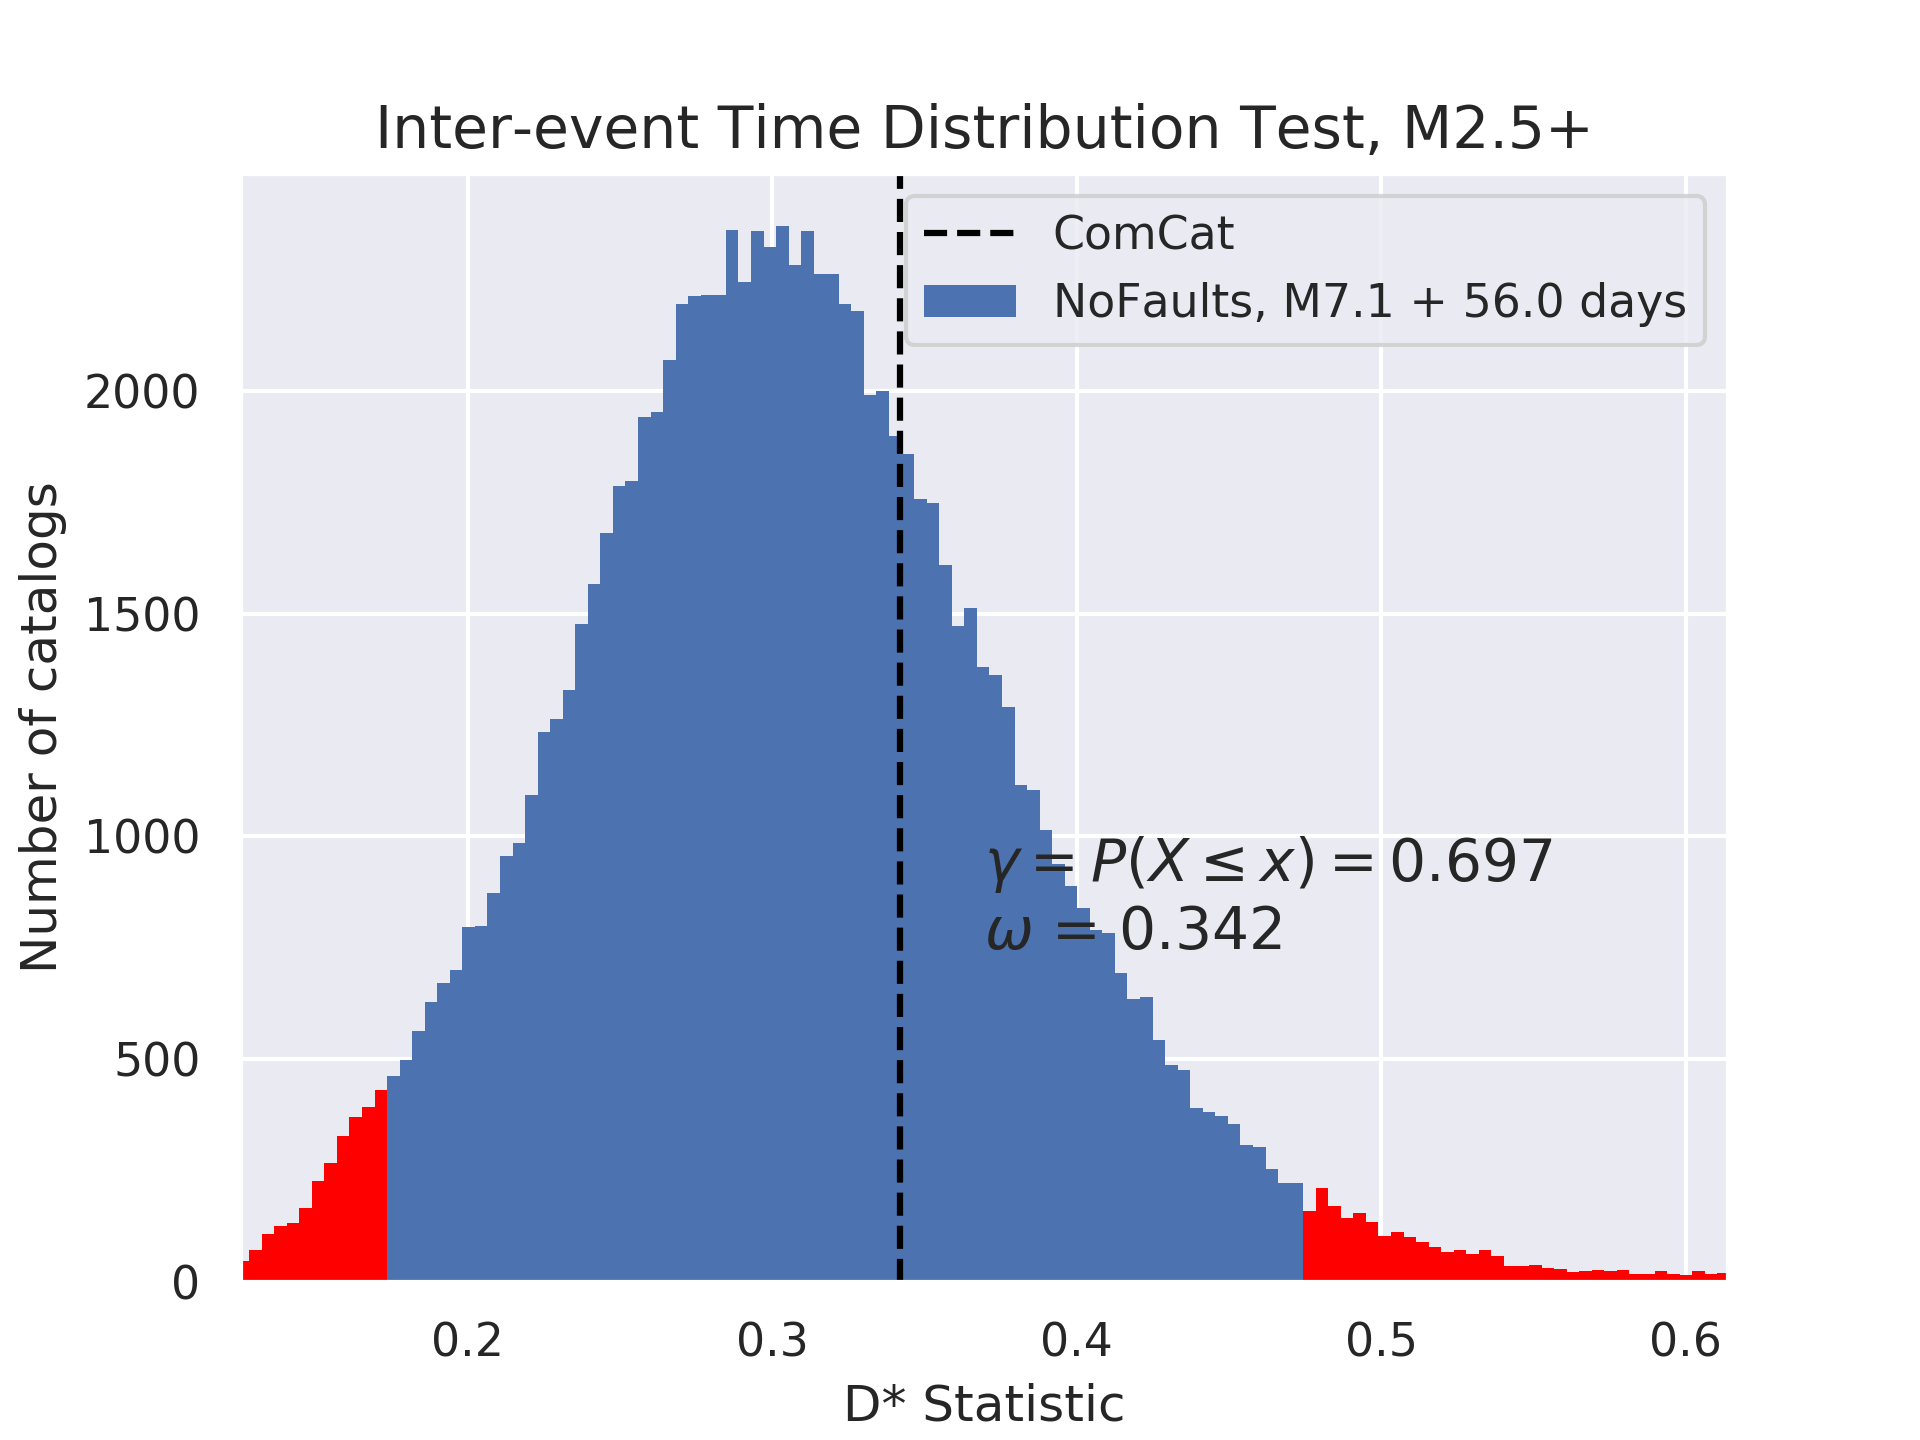 Inter-event Time Distribution Test, M2.5+
ComCat
NoFaults, M7.1 + 56.0 days
Number of catalogs
2000
1500
1000
500
0
γ = P(X ≤ x) = 0.697
ω = 0.342
0.2 0.3 0.4 0.5 0.6
D* Statistic